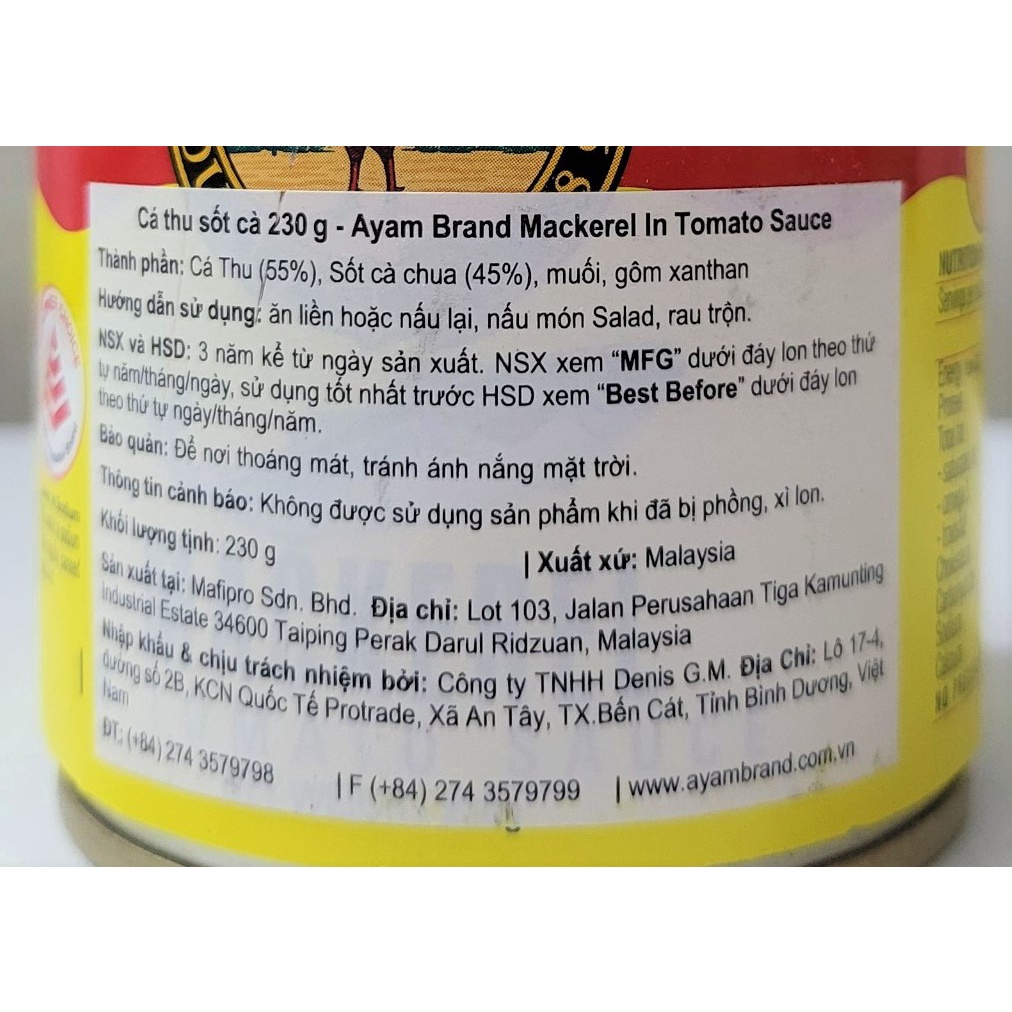 Cá thu sốt cà 230 g - Ayam Brand Mackerel In Tomato Sauce
Thành phần: Cá Thu (55%), Sốt cà chua (45%), muối, gôm xanthan
Hướng dẫn sử dụng: ăn liền hoặc nấu lại, nấu món Salad, rau trộn.
NSX và HSD: 3 năm kể từ ngày sản xuất. NSX xem “MFG” dưới đáy lon theo thứ
tự năm/tháng/ngày, sử dụng tốt nhất trước HSD xem “Best Before” dưới đáy lon
theo thứ tự ngày/tháng/năm.
Bảo quản: Để nơi thoáng mát, tránh ánh nắng mặt trời.
Thông tin cảnh báo: Không được sử dụng sản phẩm khi đã bị phồng, xì lon.
Khối lượng tịnh: 230 g | Xuất xứ: Malaysia
Sản xuất tại: Mafipro Sdn. Bhd. Địa chỉ: Lot 103, Jalan Perusahaan Tiga Kamunting
Industrial Estate 34600 Taiping Perak Darul Ridzuan, Malaysia
Nhập khẩu & chịu trách nhiệm bởi: Công ty TNHH Denis G.M. Địa Chỉ: Lô 17-4,
đường số 2B, KCN Quốc Tế Protrade, Xã An Tây, TX.Bến Cát, Tỉnh Bình Dương, Việt
Nam
ĐT: (+84) 274 3579798 | F (+84) 274 3579799 | www.ayambrand.com.vn